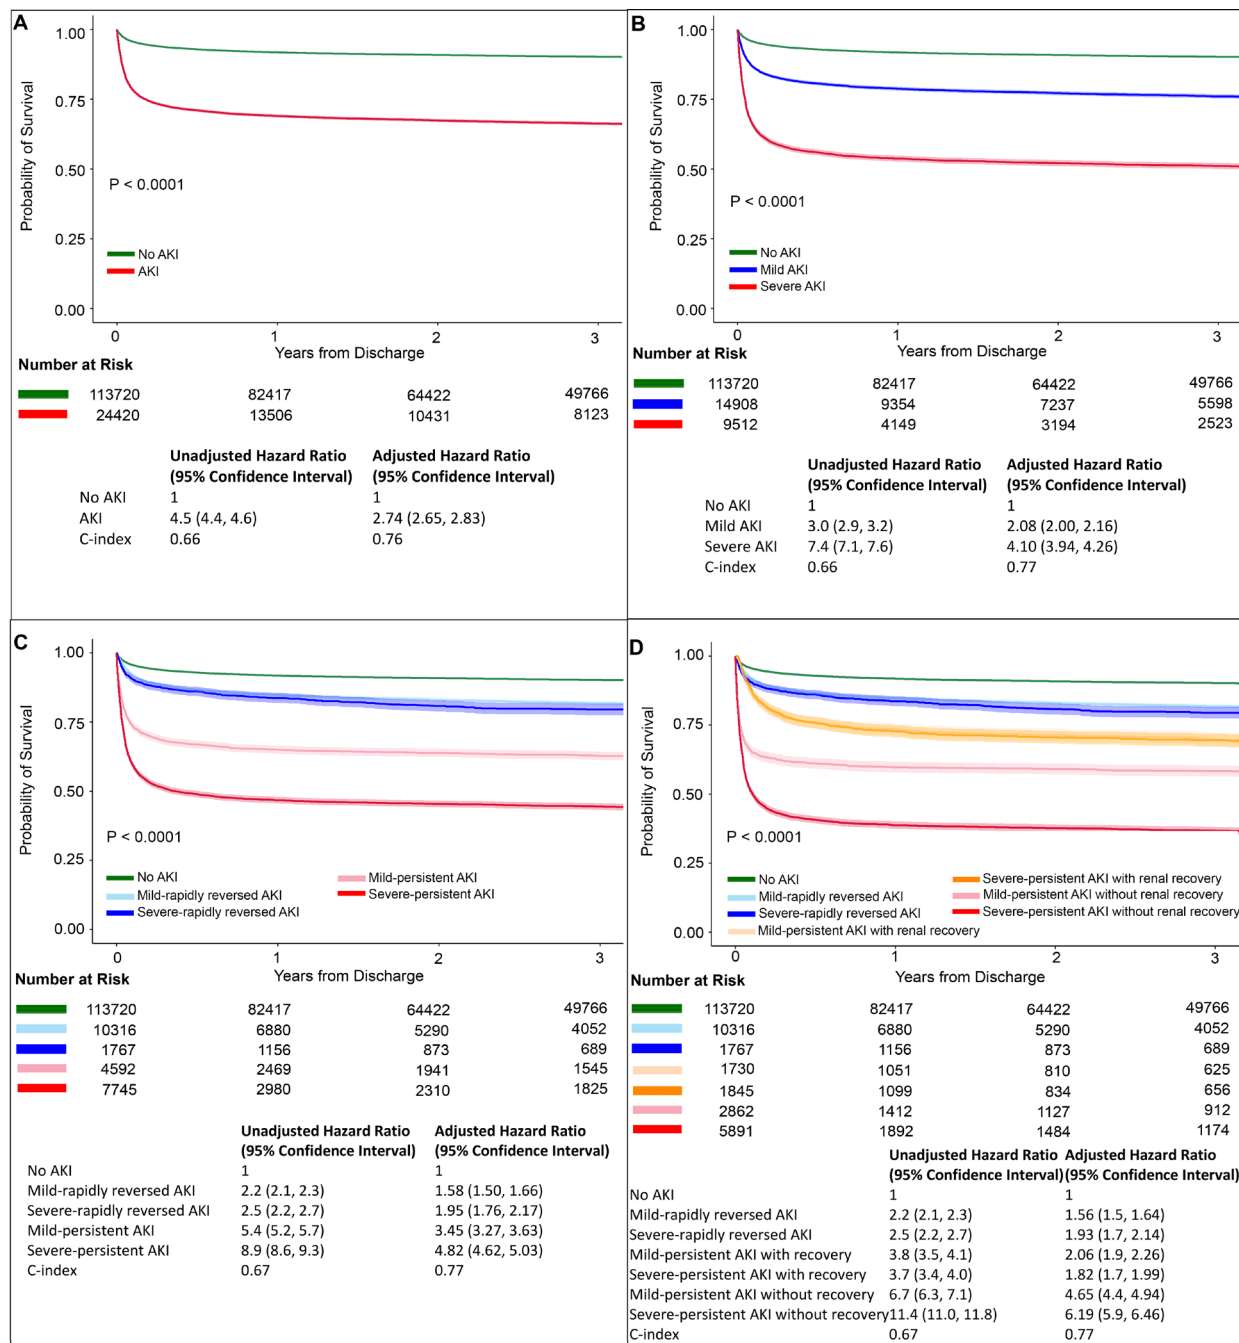 A
Probability of Survival
1.00
0.75
0.50
0.25
0.00
P < 0.0001
No AKI
AKI
0 1 2 3
Years from Discharge
Number at Risk
113720 82417 64422 49766
24420 13506 10431 8123
Unadjusted Hazard Ratio Adjusted Hazard Ratio
(95% Confidence Interval) (95% Confidence Interval)
No AKI 1 1
AKI 4.5 (4.4, 4.6) 2.74 (2.65, 2.83)
C-index 0.66 0.76
B
Probability of Survival
1.00
0.75
0.50
0.25
0.00
P < 0.0001
No AKI
Mild AKI
Severe AKI
0 1 2 3
Years from Discharge
Number at Risk
113720 82417 64422 49766
14908 9354 7237 5598
9512 4149 3194 2523
Unadjusted Hazard Ratio Adjusted Hazard Ratio
(95% Confidence Interval) (95% Confidence Interval)
No AKI 1 1
Mild AKI 3.0 (2.9, 3.2) 2.08 (2.00, 2.16)
Severe AKI 7.4 (7.1, 7.6) 4.10 (3.94, 4.26)
C-index 0.66 0.77
C
Probability of Survival
1.00
0.75
0.50
0.25
0.00
P < 0.0001
No AKI
Mild-rapidly reversed AKI
Severe-rapidly reversed AKI
Mild-persistent AKI
Severe-persistent AKI
0 1 2 3
Years from Discharge
Number at Risk
113720 82417 64422 49766
10316 6880 5290 4052
1767 1156 873 689
4592 2469 1941 1545
7745 2980 2310 1825
Unadjusted Hazard Ratio Adjusted Hazard Ratio
(95% Confidence Interval) (95% Confidence Interval)
No AKI 1 1
Mild-rapidly reversed AKI 2.2 (2.1, 2.3) 1.58 (1.50, 1.66)
Severe-rapidly reversed AKI 2.5 (2.2, 2.7) 1.95 (1.76, 2.17)
Mild-persistent AKI 5.4 (5.2, 5.7) 3.45 (3.27, 3.63)
Severe-persistent AKI 8.9 (8.6, 9.3) 4.82 (4.62, 5.03)
C-index 0.67 0.77
D
Probability of Survival
1.00
0.75
0.50
0.25
0.00
P < 0.0001
No AKI
Mild-rapidly reversed AKI
Severe-rapidly reversed AKI
Mild-persistent AKI with renal recovery
Severe-persistent AKI with renal recovery
Mild-persistent AKI without renal recovery
Severe-persistent AKI without renal recovery
0 1 2 3
Years from Discharge
Number at Risk
113720 82417 64422 49766
10316 6880 5290 4052
1767 1156 873 689
1730 1051 810 625
1845 1099 834 656
2862 1412 1127 912
5891 1892 1484 1174
Unadjusted Hazard Ratio Adjusted Hazard Ratio
(95% Confidence Interval) (95% Confidence Interval)
No AKI 1 1
Mild-rapidly reversed AKI 2.2 (2.1, 2.3) 1.56 (1.5, 1.64)
Severe-rapidly reversed AKI 2.5 (2.2, 2.7) 1.93 (1.7, 2.14)
Mild-persistent AKI with recovery 3.8 (3.5, 4.1) 2.06 (1.9, 2.26)
Severe-persistent AKI with recovery 3.7 (3.4, 4.0) 1.82 (1.7, 1.99)
Mild-persistent AKI without recovery 6.7 (6.3, 7.1) 4.65 (4.4, 4.94)
Severe-persistent AKI without recovery 11.4 (11.0, 11.8) 6.19 (5.9, 6.46)
C-index 0.67 0.77